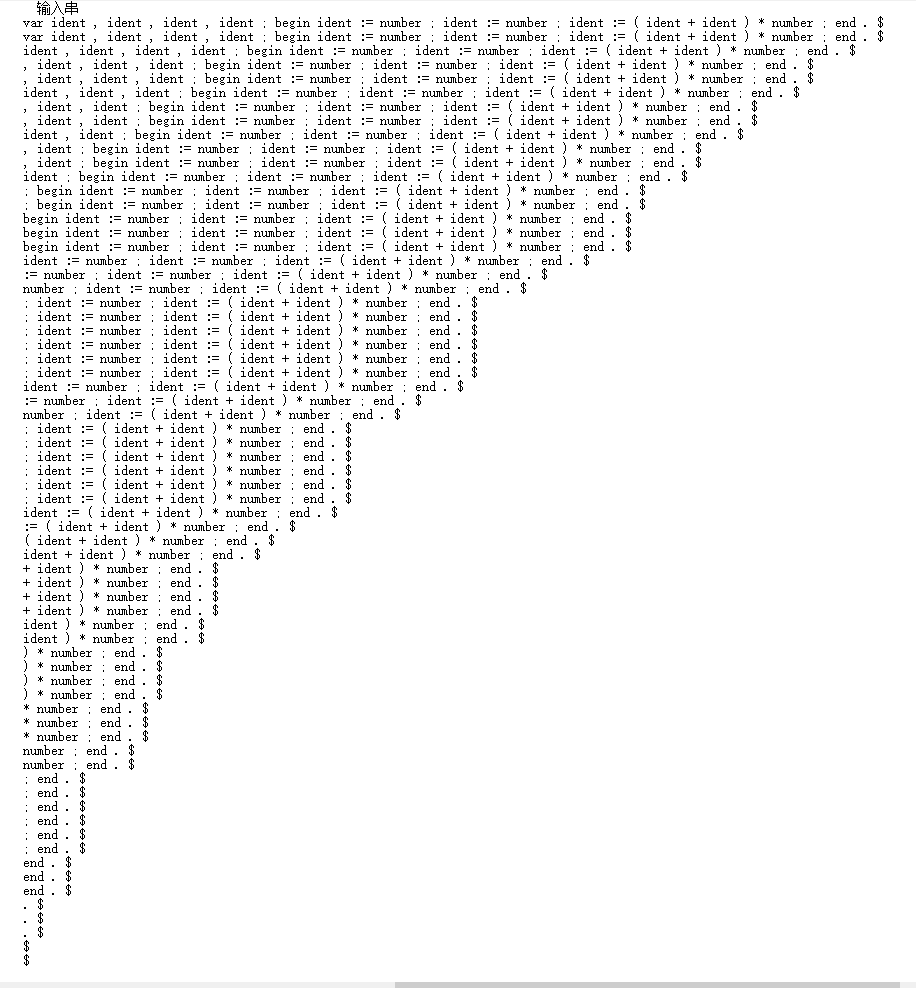 输入串
var ident , ident , ident , ident ; begin ident := number ; ident := number ; ident := ( ident + ident ) * number ; end . $
var ident , ident , ident , ident ; begin ident := number ; ident := number ; ident := ( ident + ident ) * number ; end . $
ident , ident , ident , ident ; begin ident := number ; ident := number ; ident := ( ident + ident ) * number ; end . $
, ident , ident , ident ; begin ident := number ; ident := number ; ident := ( ident + ident ) * number ; end . $
, ident , ident , ident ; begin ident := number ; ident := number ; ident := ( ident + ident ) * number ; end . $
ident , ident , ident ; begin ident := number ; ident := number ; ident := ( ident + ident ) * number ; end . $
, ident , ident ; begin ident := number ; ident := number ; ident := ( ident + ident ) * number ; end . $
, ident , ident ; begin ident := number ; ident := number ; ident := ( ident + ident ) * number ; end . $
ident , ident ; begin ident := number ; ident := number ; ident := ( ident + ident ) * number ; end . $
, ident ; begin ident := number ; ident := number ; ident := ( ident + ident ) * number ; end . $
, ident ; begin ident := number ; ident := number ; ident := ( ident + ident ) * number ; end . $
ident ; begin ident := number ; ident := number ; ident := ( ident + ident ) * number ; end . $
; begin ident := number ; ident := number ; ident := ( ident + ident ) * number ; end . $
; begin ident := number ; ident := number ; ident := ( ident + ident ) * number ; end . $
begin ident := number ; ident := number ; ident := ( ident + ident ) * number ; end . $
begin ident := number ; ident := number ; ident := ( ident + ident ) * number ; end . $
begin ident := number ; ident := number ; ident := ( ident + ident ) * number ; end . $
ident := number ; ident := number ; ident := ( ident + ident ) * number ; end . $
:= number ; ident := number ; ident := ( ident + ident ) * number ; end . $
number ; ident := number ; ident := ( ident + ident ) * number ; end . $
; ident := number ; ident := ( ident + ident ) * number ; end . $
; ident := number ; ident := ( ident + ident ) * number ; end . $
; ident := number ; ident := ( ident + ident ) * number ; end . $
; ident := number ; ident := ( ident + ident ) * number ; end . $
; ident := number ; ident := ( ident + ident ) * number ; end . $
; ident := number ; ident := ( ident + ident ) * number ; end . $
ident := number ; ident := ( ident + ident ) * number ; end . $
:= number ; ident := ( ident + ident ) * number ; end . $
number ; ident := ( ident + ident ) * number ; end . $
; ident := ( ident + ident ) * number ; end . $
; ident := ( ident + ident ) * number ; end . $
; ident := ( ident + ident ) * number ; end . $
; ident := ( ident + ident ) * number ; end . $
; ident := ( ident + ident ) * number ; end . $
; ident := ( ident + ident ) * number ; end . $
ident := ( ident + ident ) * number ; end . $
:= ( ident + ident ) * number ; end . $
( ident + ident ) * number ; end . $
ident + ident ) * number ; end . $
+ ident ) * number ; end . $
+ ident ) * number ; end . $
+ ident ) * number ; end . $
+ ident ) * number ; end . $
ident ) * number ; end . $
ident ) * number ; end . $
) * number ; end . $
) * number ; end . $
) * number ; end . $
) * number ; end . $
* number ; end . $
* number ; end . $
* number ; end . $
number ; end . $
number ; end . $
; end . $
; end . $
; end . $
; end . $
; end . $
; end . $
end . $
end . $
end . $
. $
. $
. $
$
$